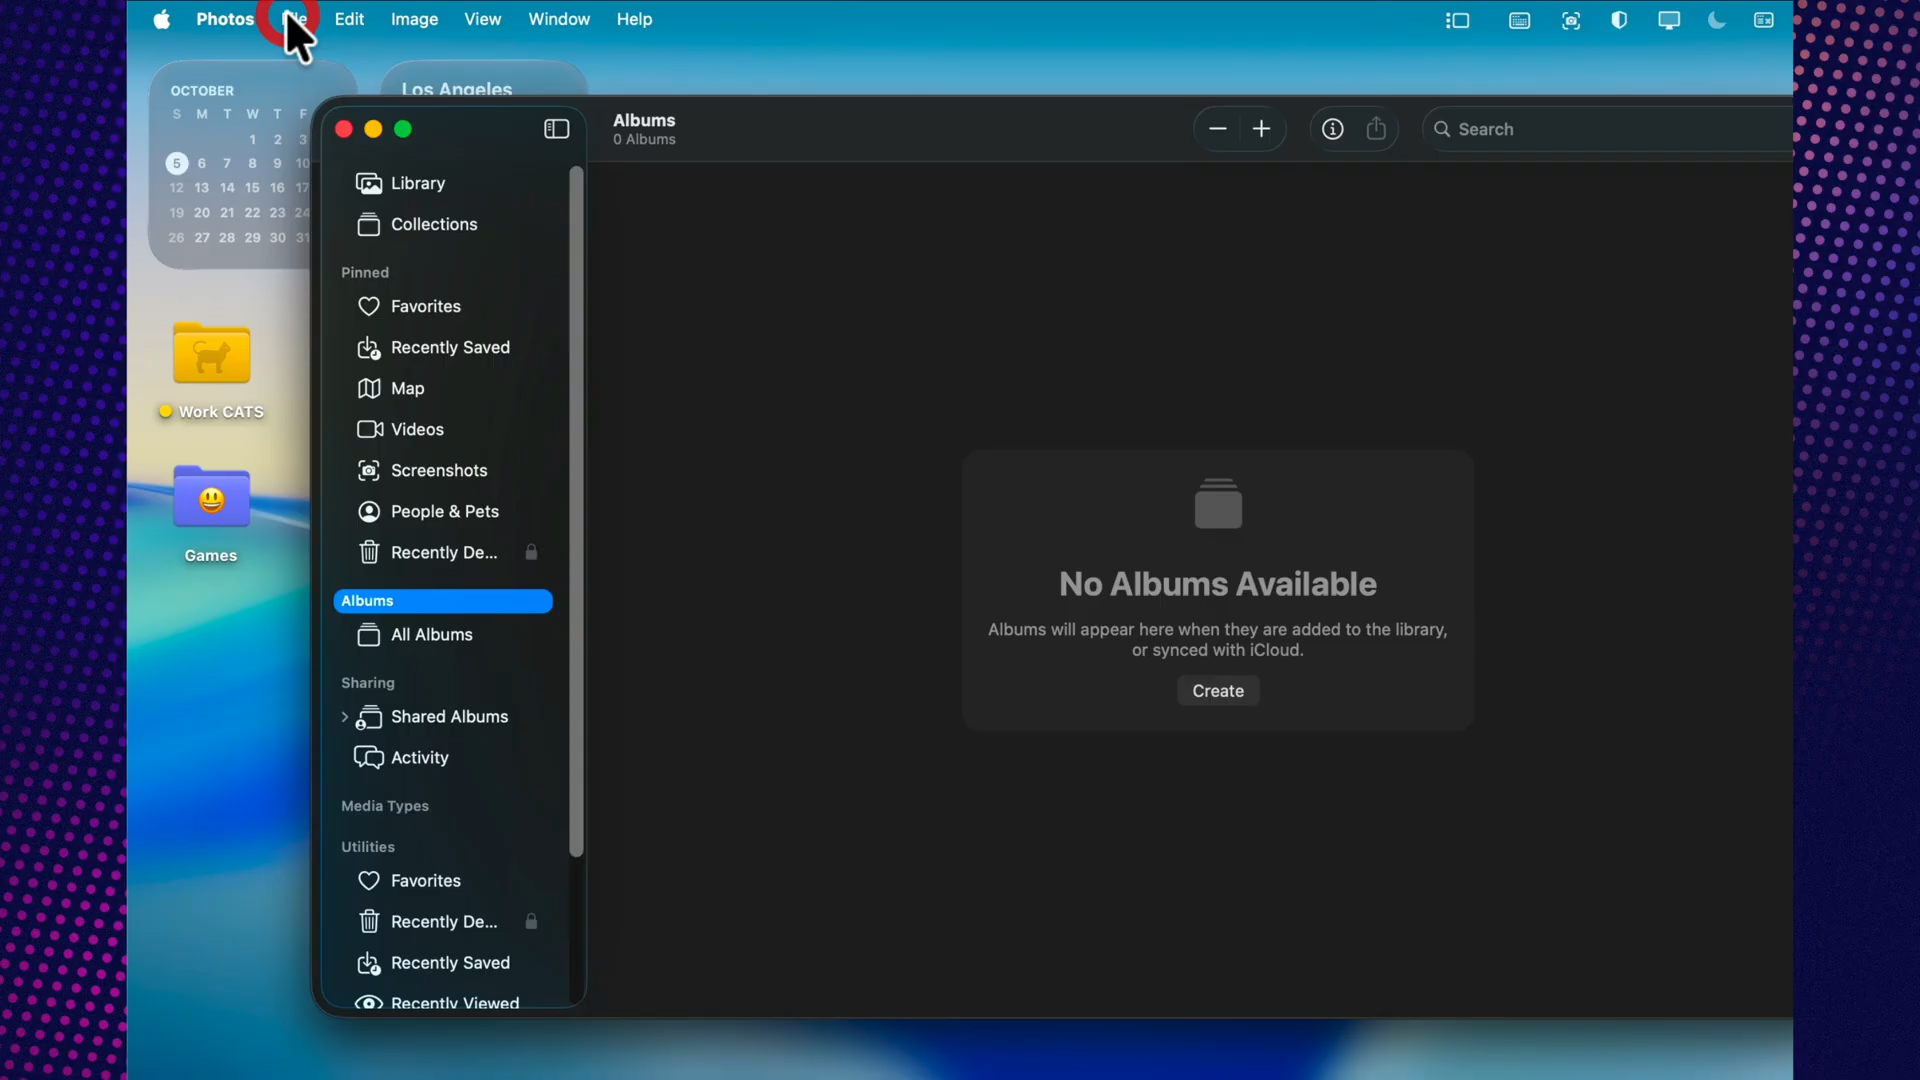 Photos File Edit Image View Window Help
OCTOBER
S M T W T F
1 2 3
5 6 7 8 9 10
12 13 14 15 16 17
19 20 21 22 23 24
26 27 28 29 30 31
Los Angeles
Work CATS
Games
Library
Collections
Pinned
Favorites
Recently Saved
Map
Videos
Screenshots
People & Pets
Recently De...
Albums
All Albums
Sharing
Shared Albums
Activity
Media Types
Utilities
Favorites
Recently De...
Recently Saved
Recently Viewed
Albums
0 Albums
Search
No Albums Available
Albums will appear here when they are added to the library,
or synced with iCloud.
Create